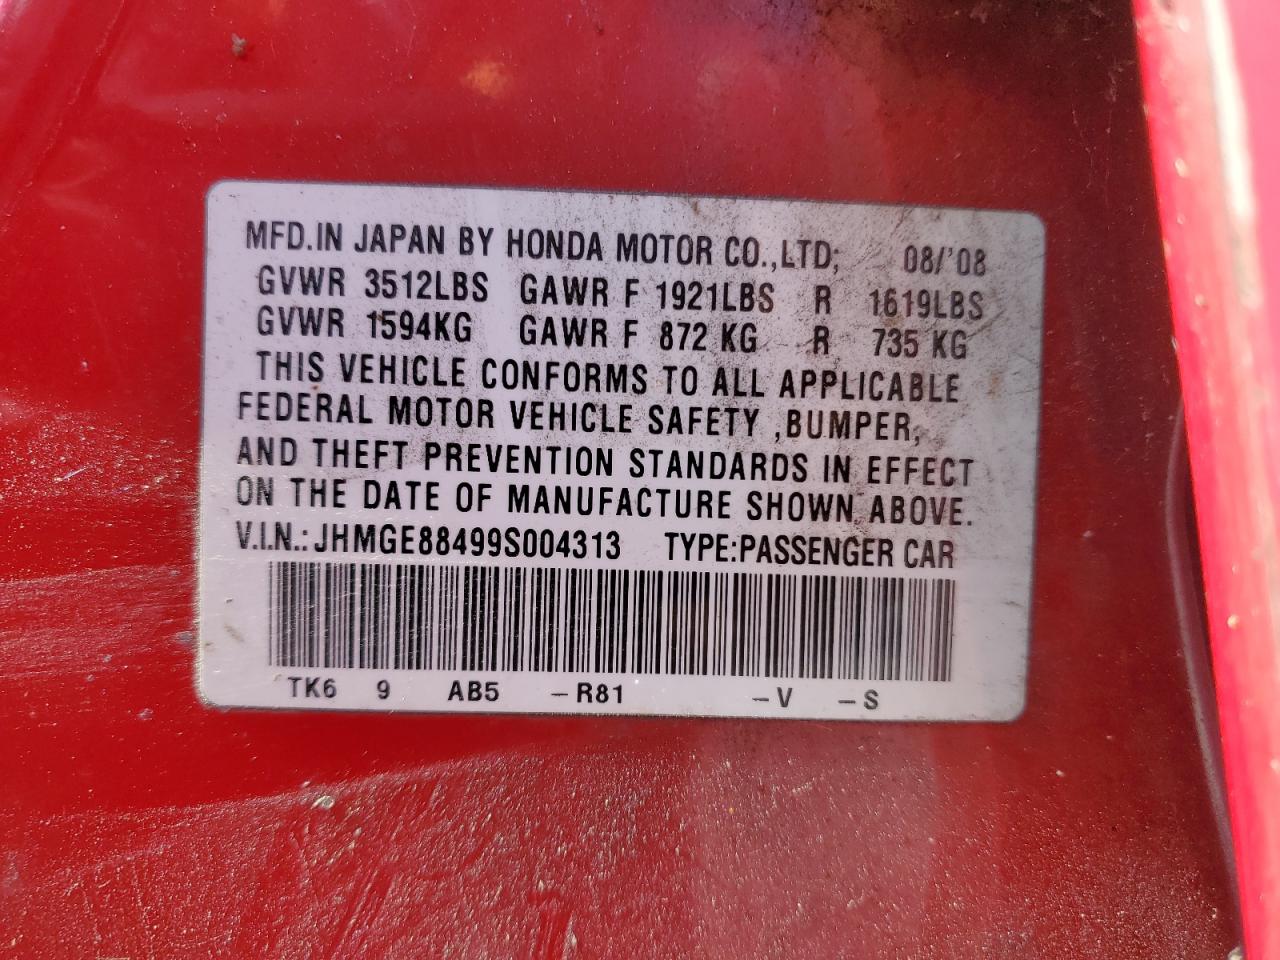 MFD.IN JAPAN BY HONDA MOTOR CO.,LTD; 08/'08
GVWR 3512LBS GAWR F 1921LBS R 1619LBS
GVWR 1594KG GAWR F 872 KG R 735 KG
THIS VEHICLE CONFORMS TO ALL APPLICABLE
FEDERAL MOTOR VEHICLE SAFETY ,BUMPER,
AND THEFT PREVENTION STANDARDS IN EFFECT
ON THE DATE OF MANUFACTURE SHOWN ABOVE.
V.I.N.: JHMGE88499S004313 TYPE:PASSENGER CAR
TK6 9 AB5 –R81 –V –S